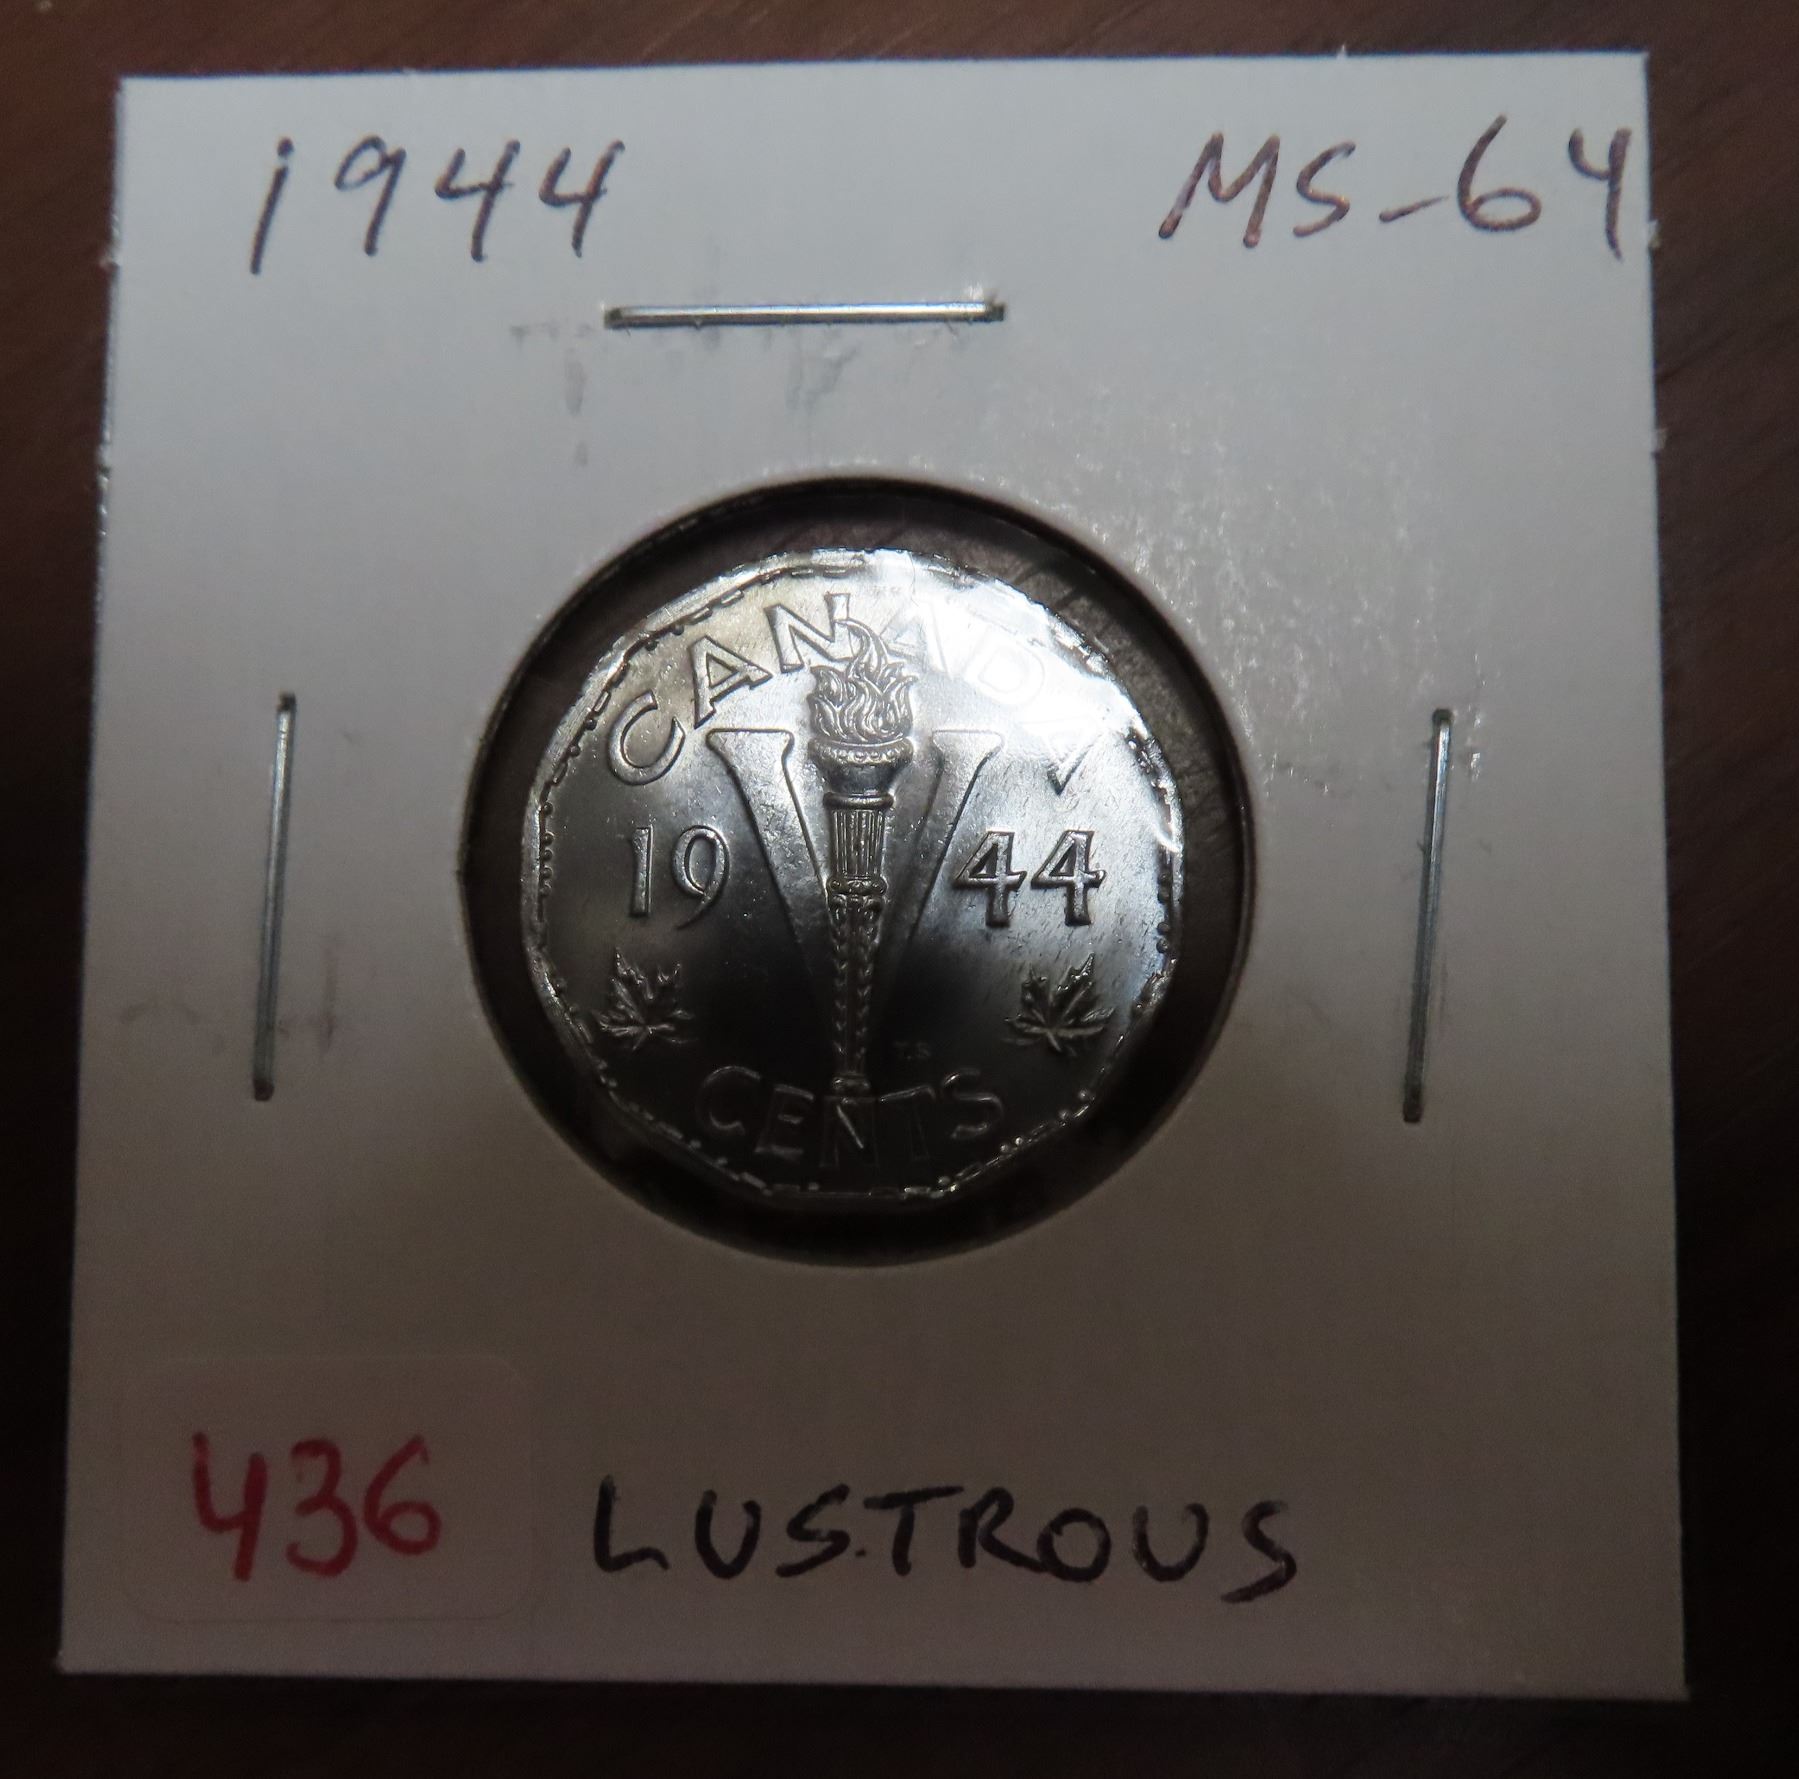 1944 MS-64
CANADA
19 V 44
T.S
CENTS
436 LUSTROUS